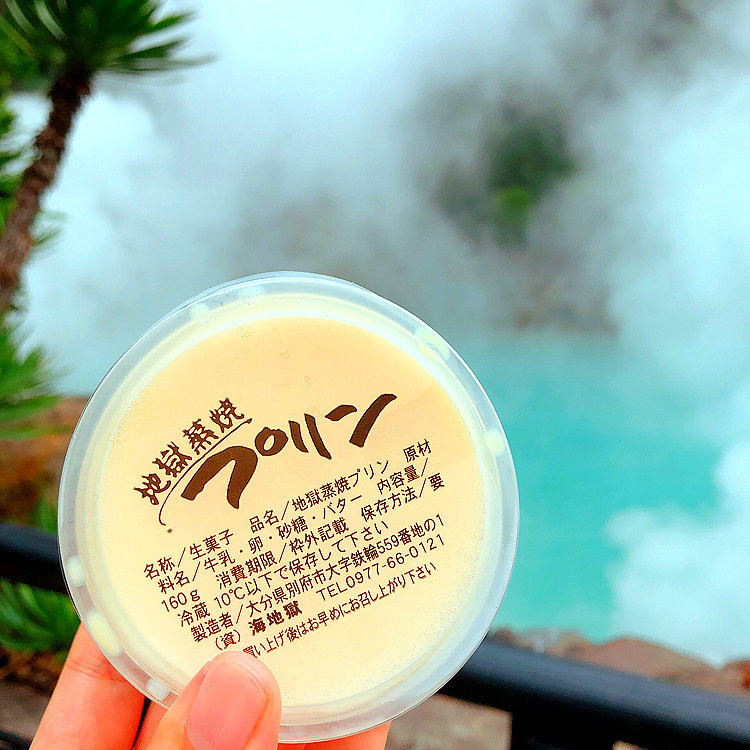 地獄蒸焼
プリン
名称/生菓子 品名/地獄蒸焼プリン 原材
料名/牛乳・卵・砂糖・バター 内容量/
160g 消費期限/枠外記載 保存方法/要
冷蔵 10℃以下で保存して下さい
製造者/大分県別府市大字鉄輪559番地の1
(資)海地獄 TEL0977-66-0121
買い上げ後はお早めにお召し上がり下さい